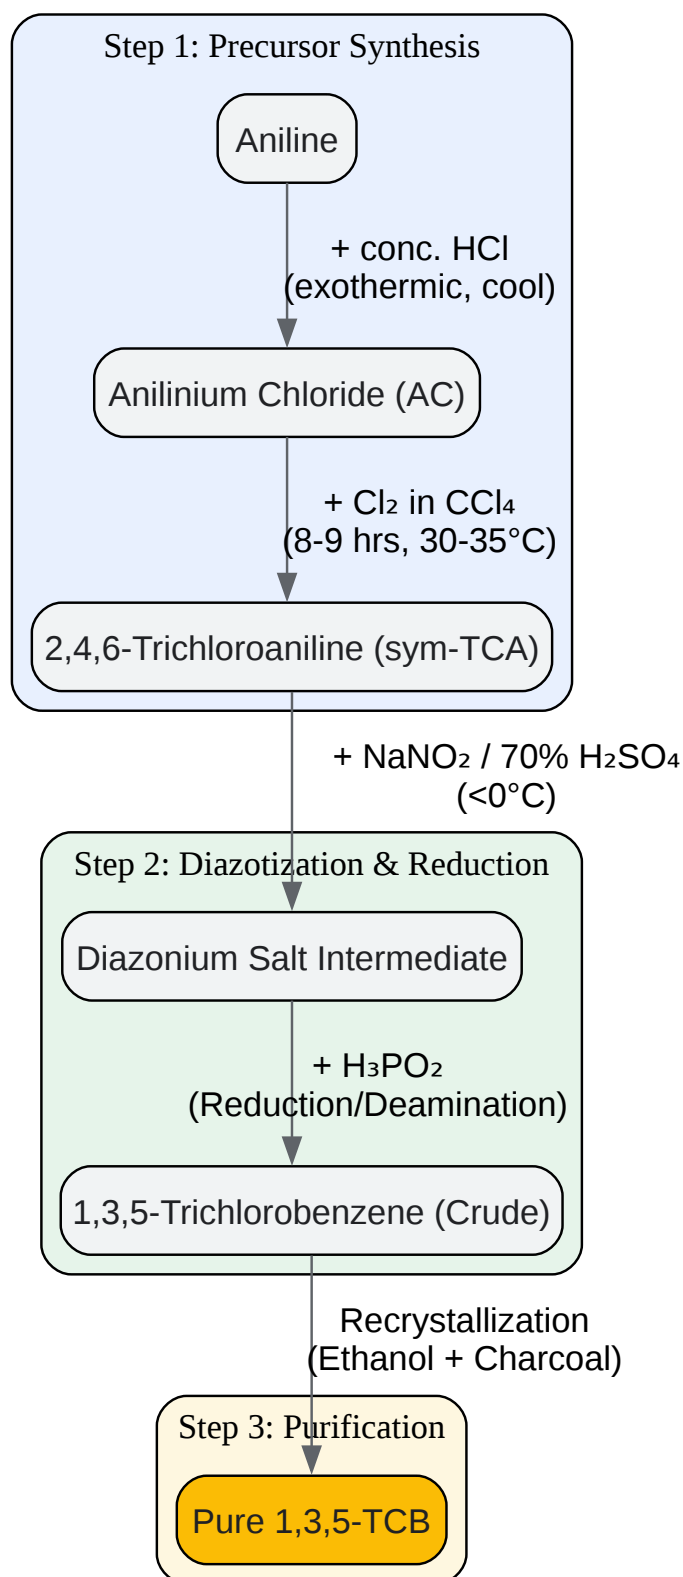 Step 1: Precursor Synthesis
Aniline
+ conc. HCl
(exothermic, cool)
Anilinium Chloride (AC)
+ Cl₂ in CCl₄
(8-9 hrs, 30-35°C)
2,4,6-Trichloroaniline (sym-TCA)
+ NaNO₂ / 70% H₂SO₄
(<0°C)
Step 2: Diazotization & Reduction
Diazonium Salt Intermediate
+ H₃PO₂
(Reduction/Deamination)
1,3,5-Trichlorobenzene (Crude)
Recrystallization
(Ethanol + Charcoal)
Step 3: Purification
Pure 1,3,5-TCB